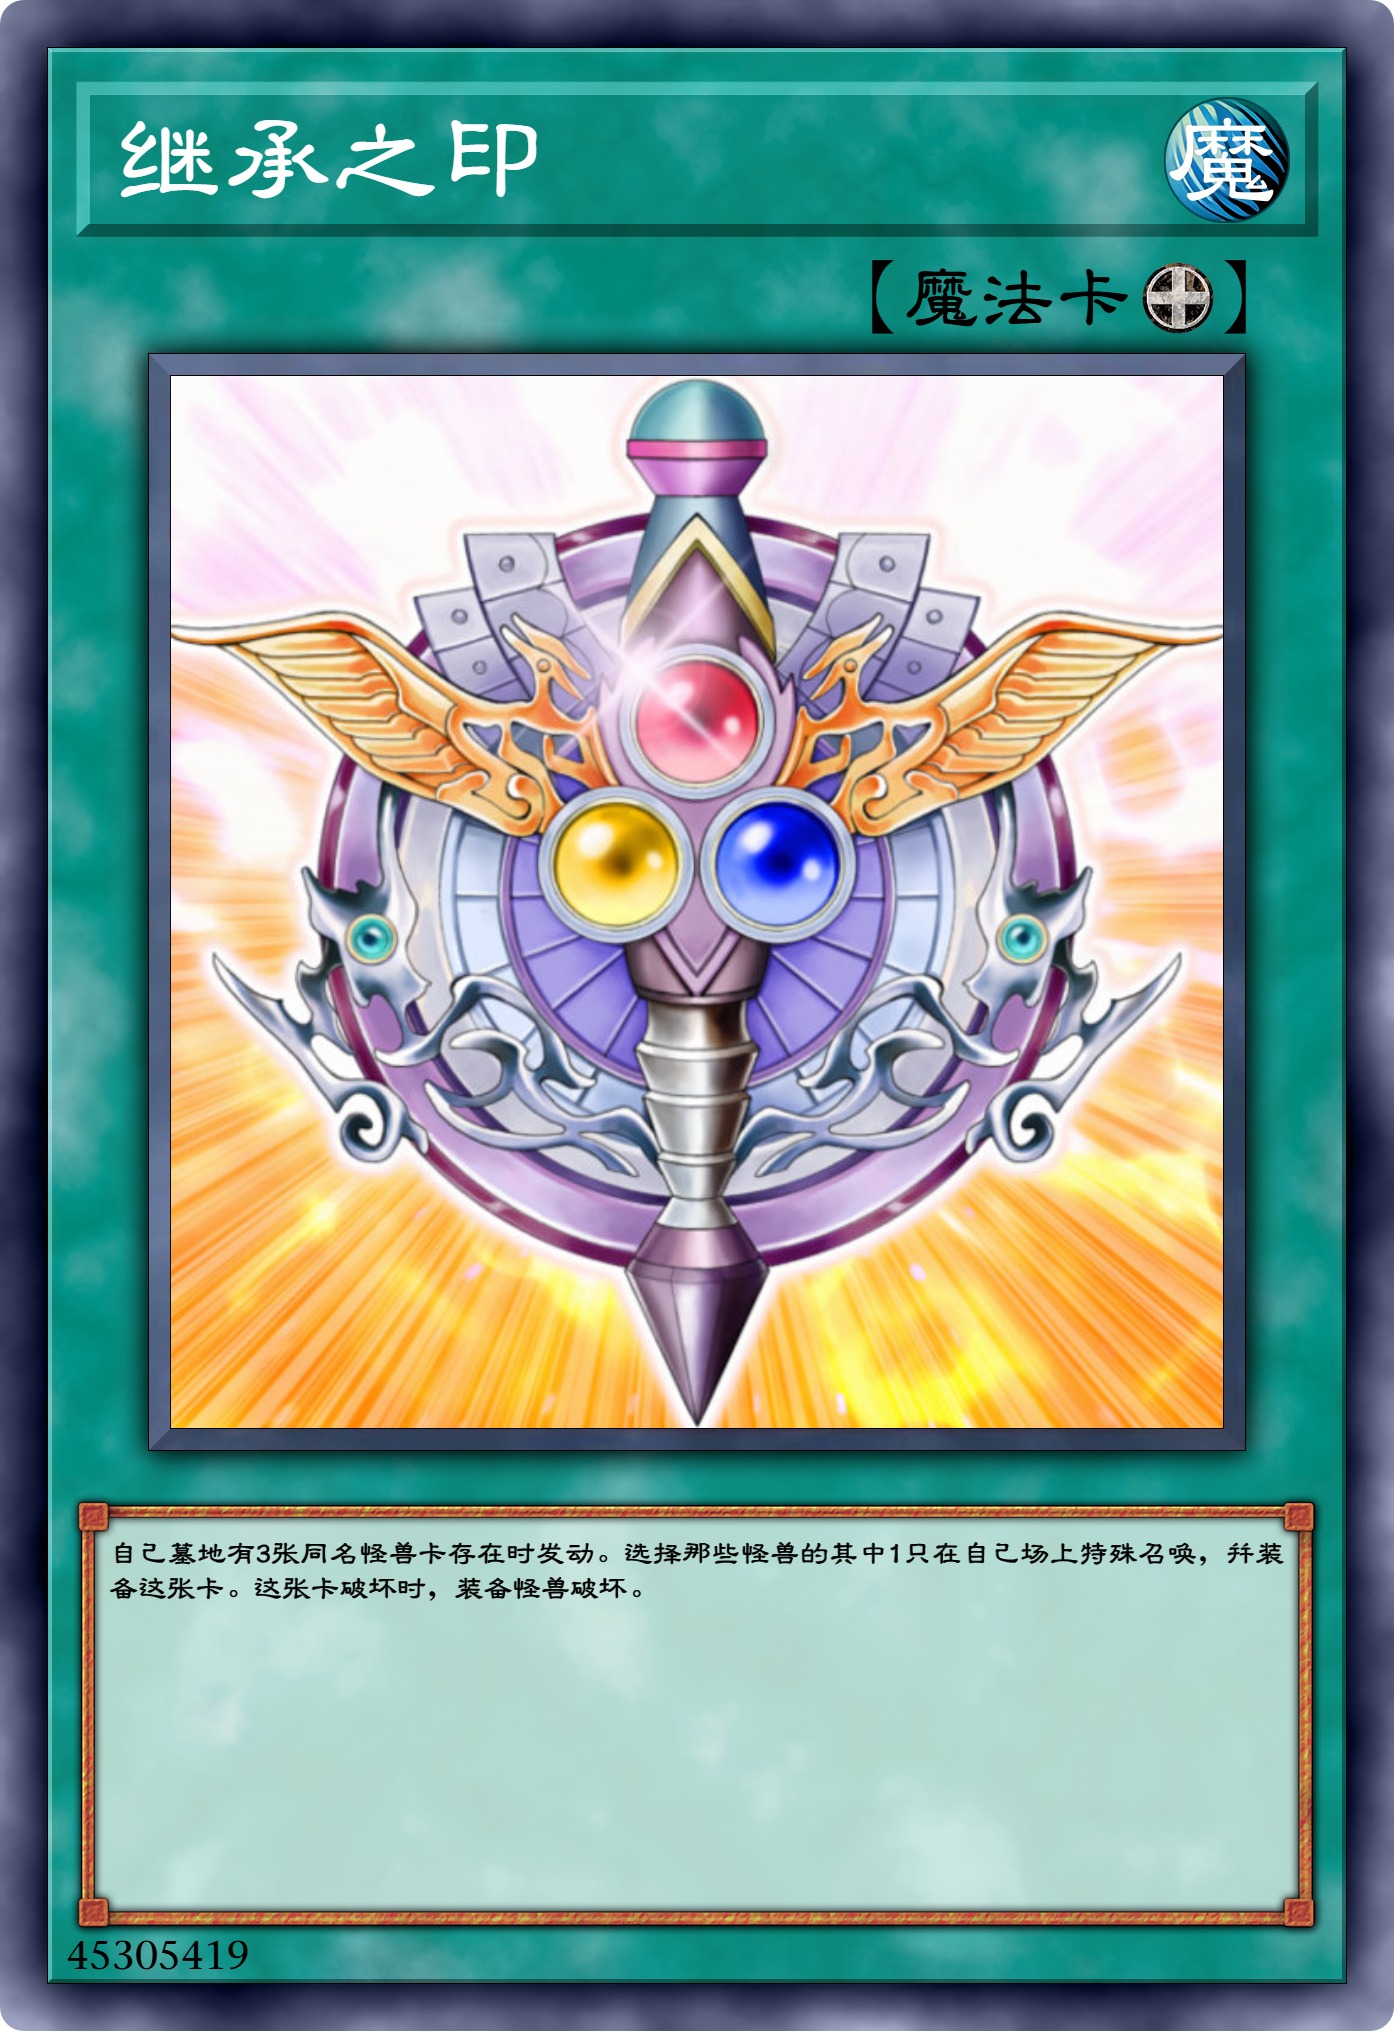 继承之印
魔
【魔法卡】
自己墓地有3张同名怪兽卡存在时发动。选择那些怪兽的其中1只在自己场上特殊召唤，并装
备这张卡。这张卡破坏时，装备怪兽破坏。
45305419